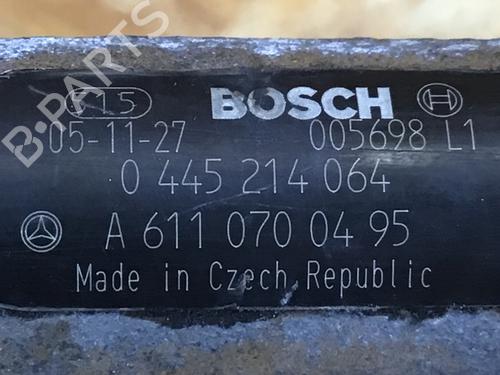 B-PARTS
15 BOSCH
05-11-27 005698 L1
0 445 214 064
A 611 070 04 95
Made in Czech Republic